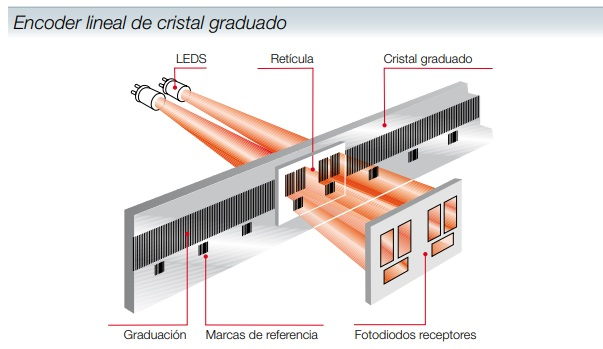 Encoder lineal de cristal graduado
LEDS
Retícula
Cristal graduado
Graduación
Marcas de referencia
Fotodiodos receptores